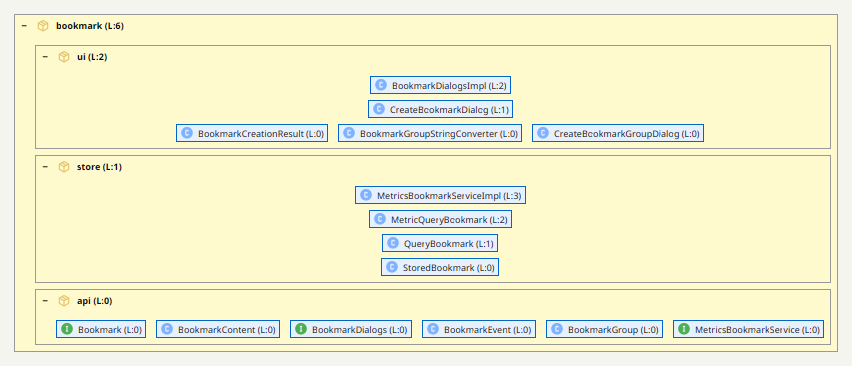 bookmark (L:6)
ui (L:2)
C BookmarkDialogsImpl (L:2)
C CreateBookmarkDialog (L:1)
C BookmarkCreationResult (L:0) C BookmarkGroupStringConverter (L:0) C CreateBookmarkGroupDialog (L:0)
store (L:1)
C MetricsBookmarkServiceImpl (L:3)
C MetricQueryBookmark (L:2)
C QueryBookmark (L:1)
C StoredBookmark (L:0)
api (L:0)
I Bookmark (L:0) C BookmarkContent (L:0) I BookmarkDialogs (L:0) C BookmarkEvent (L:0) C BookmarkGroup (L:0) I MetricsBookmarkService (L:0)